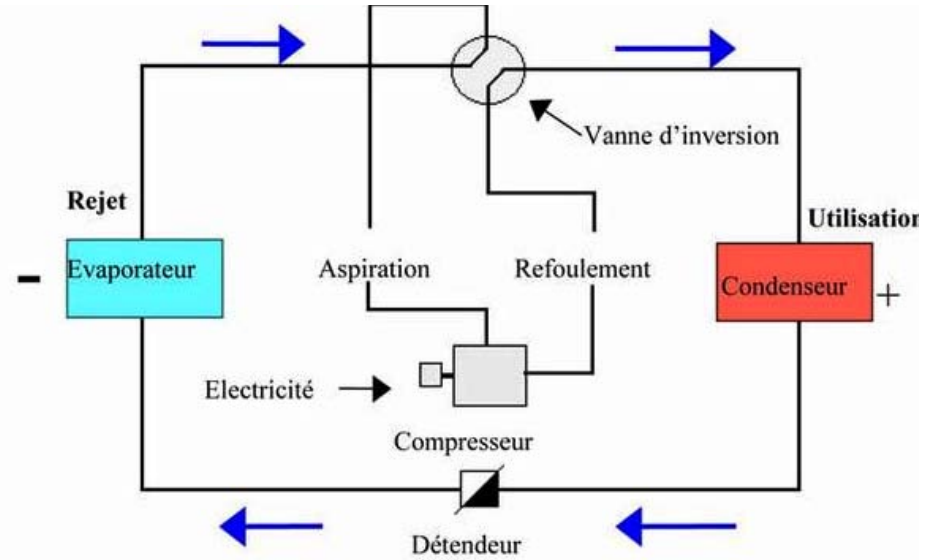 Vanne d’inversion
Rejet
Utilisation
Evaporateur
-
Aspiration
Refoulement
Condenseur
+
Electricité
Compresseur
Détendeur